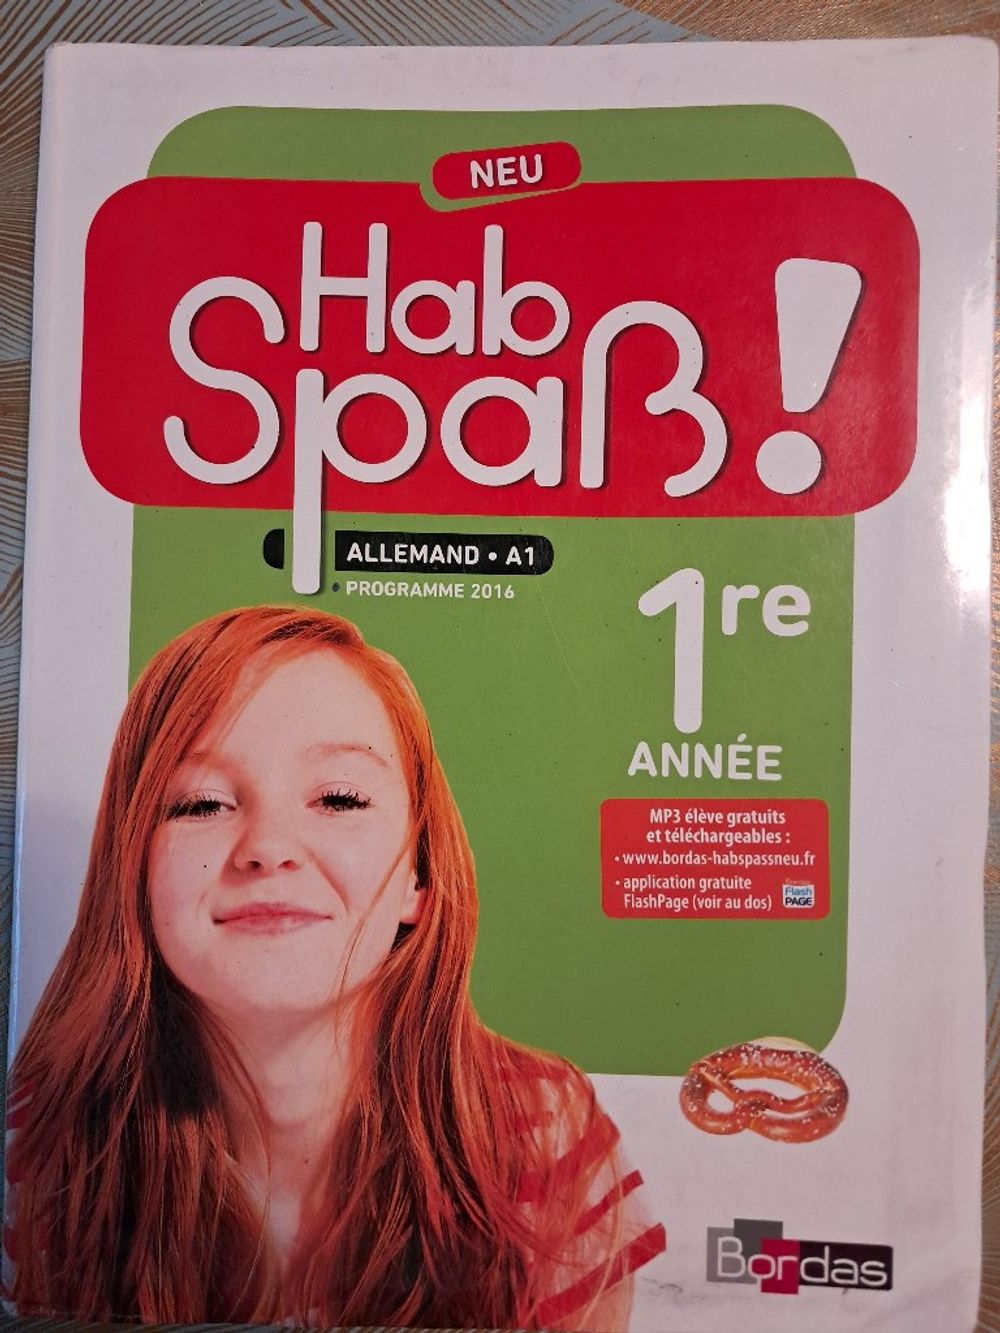 NEU
Hab
Spaß!
ALLEMAND • A1
• PROGRAMME 2016
1re
ANNÉE
MP3 élève gratuits
et téléchargeables :
• www.bordas-habspassneu.fr
• application gratuite
FlashPage (voir au dos)
Flash
PAGE
Bordas